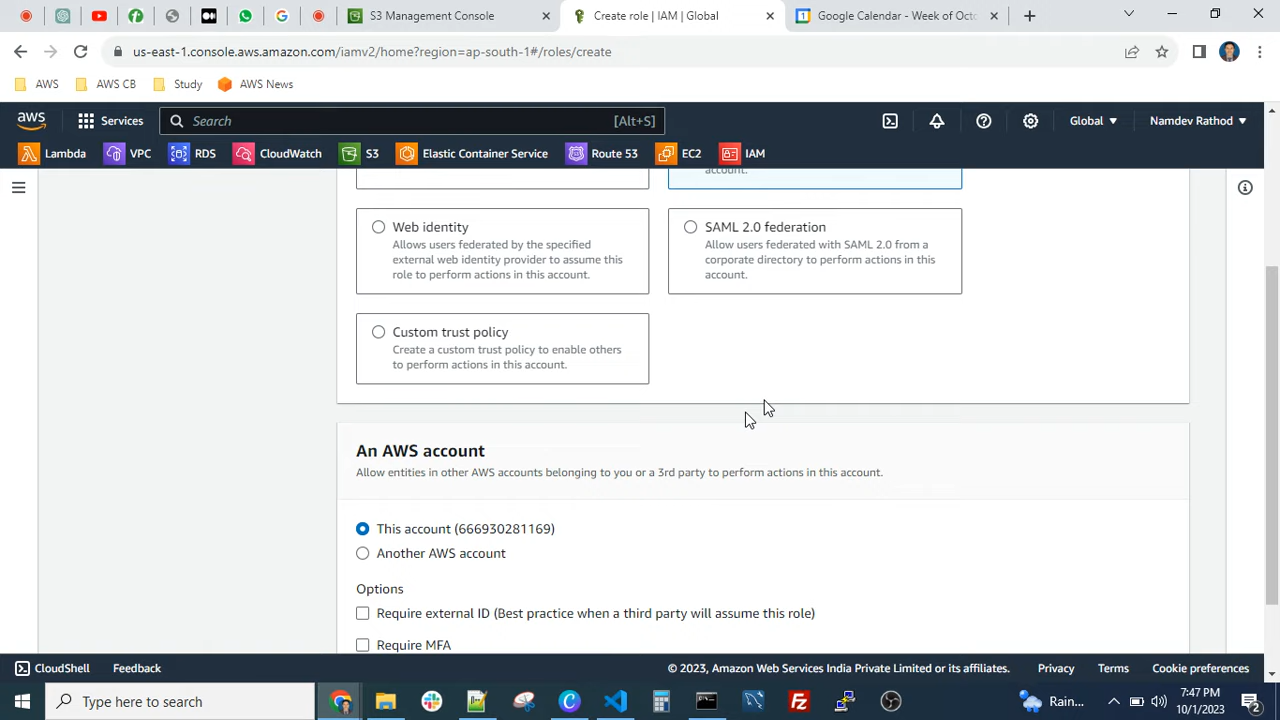 S3 Management Console
Create role | IAM | Global
Google Calendar - Week of Octo
us-east-1.console.aws.amazon.com/iamv2/home?region=ap-south-1#/roles/create
AWS
AWS CB
Study
AWS News
aws
Services
Search
[Alt+S]
Global
Namdev Rathod
Lambda
VPC
RDS
CloudWatch
S3
Elastic Container Service
Route 53
EC2
IAM
account.
Web identity
Allows users federated by the specified
external web identity provider to assume this
role to perform actions in this account.
SAML 2.0 federation
Allow users federated with SAML 2.0 from a
corporate directory to perform actions in this
account.
Custom trust policy
Create a custom trust policy to enable others
to perform actions in this account.
An AWS account
Allow entities in other AWS accounts belonging to you or a 3rd party to perform actions in this account.
This account (666930281169)
Another AWS account
Options
Require external ID (Best practice when a third party will assume this role)
Require MFA
CloudShell
Feedback
© 2023, Amazon Web Services India Private Limited or its affiliates.
Privacy
Terms
Cookie preferences
Type here to search
Rain...
7:47 PM
10/1/2023
2